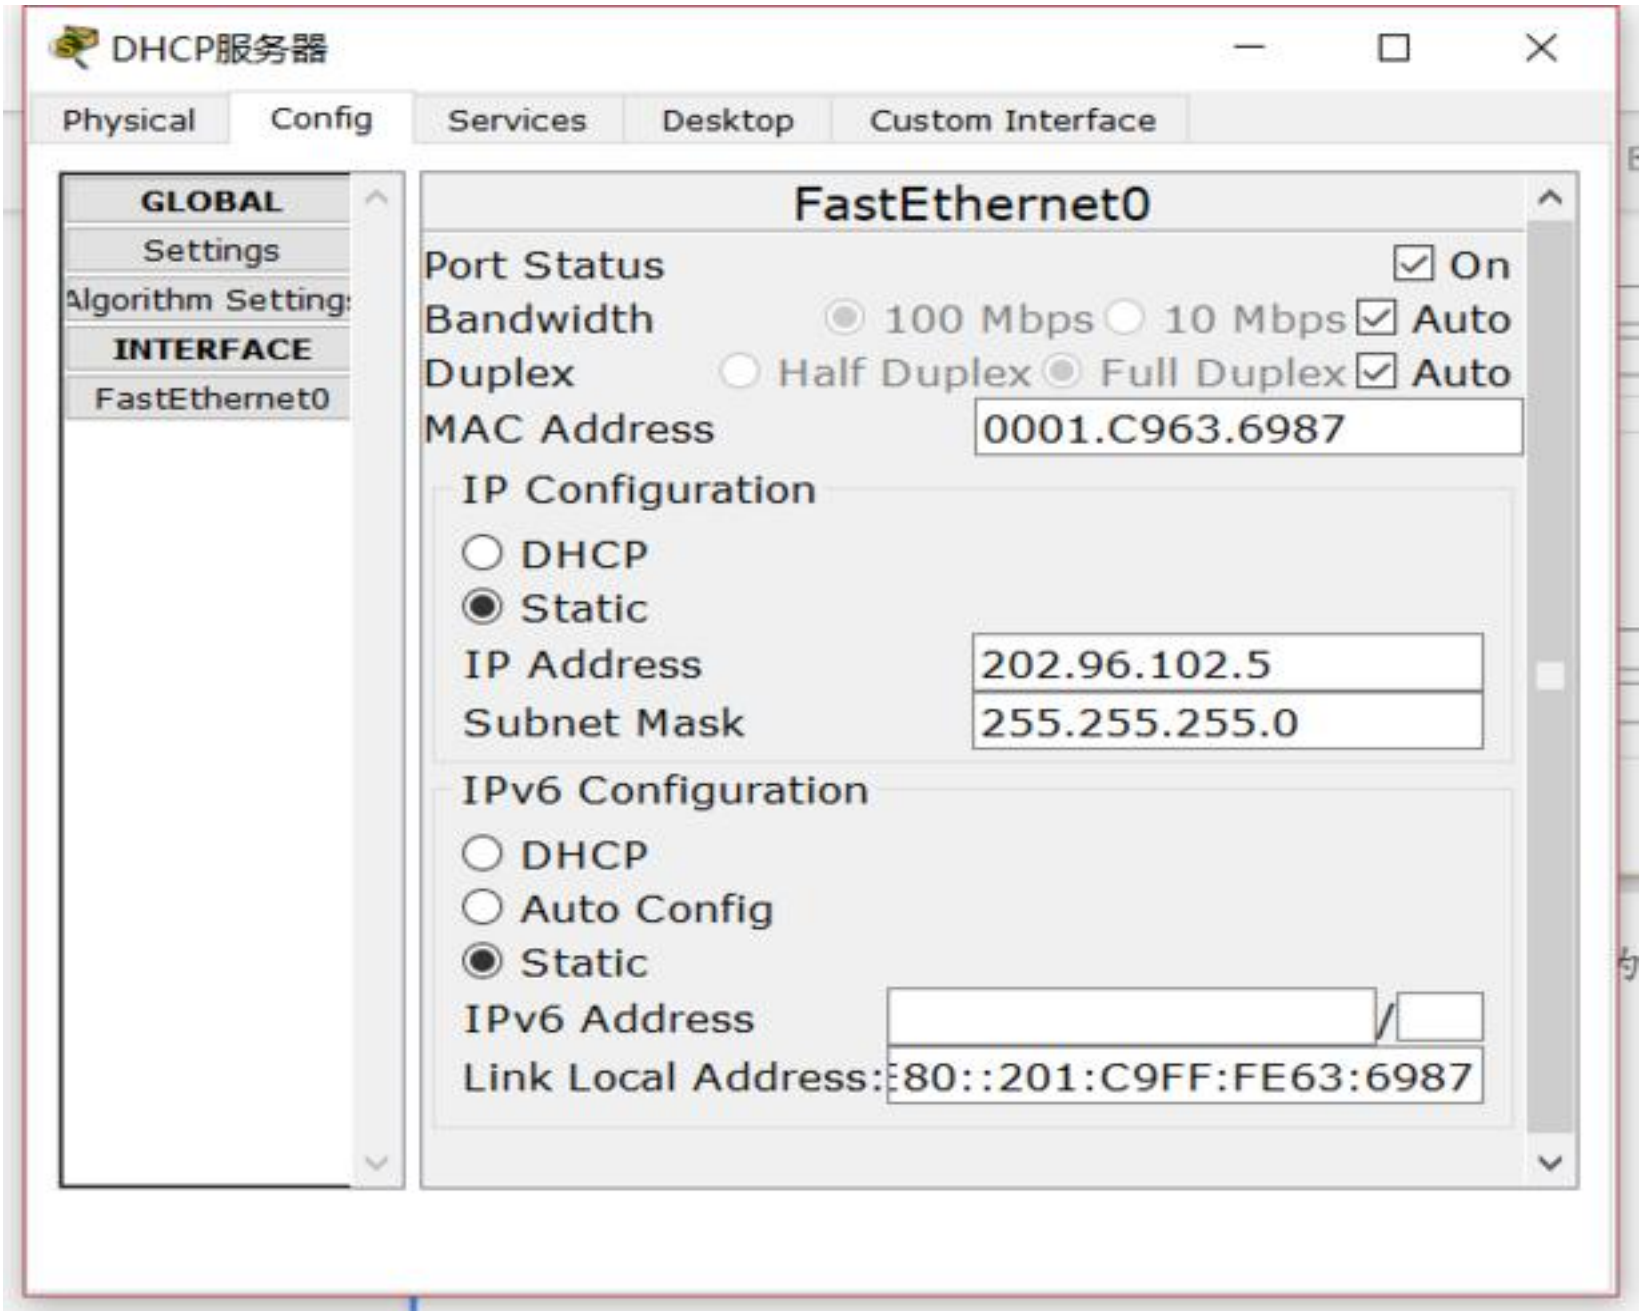 DHCP服务器
Physical Config Services Desktop Custom Interface
GLOBAL
Settings
Algorithm Setting
INTERFACE
FastEthernet0
FastEthernet0
Port Status On
Bandwidth 100 Mbps 10 Mbps Auto
Duplex Half Duplex Full Duplex Auto
MAC Address 0001.C963.6987
IP Configuration
DHCP
Static
IP Address 202.96.102.5
Subnet Mask 255.255.255.0
IPv6 Configuration
DHCP
Auto Config
Static
IPv6 Address /
Link Local Address: E80::201:C9FF:FE63:6987